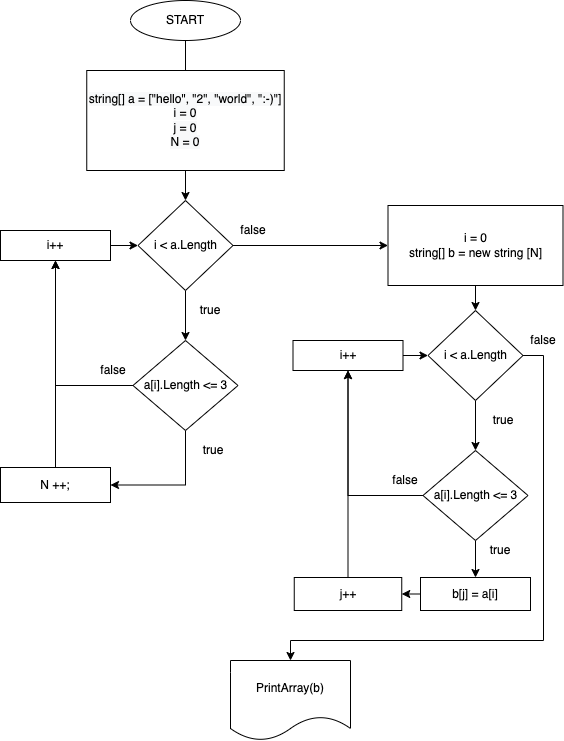 START
string[] a = ["hello", "2", "world", ":-)"]
i = 0
j = 0
N = 0
i++
i < a.Length
false
true
false
a[i].Length <= 3
true
N ++;
i = 0
string[] b = new string [N]
i++
i < a.Length
false
true
false
a[i].Length <= 3
true
j++
b[j] = a[i]
PrintArray(b)